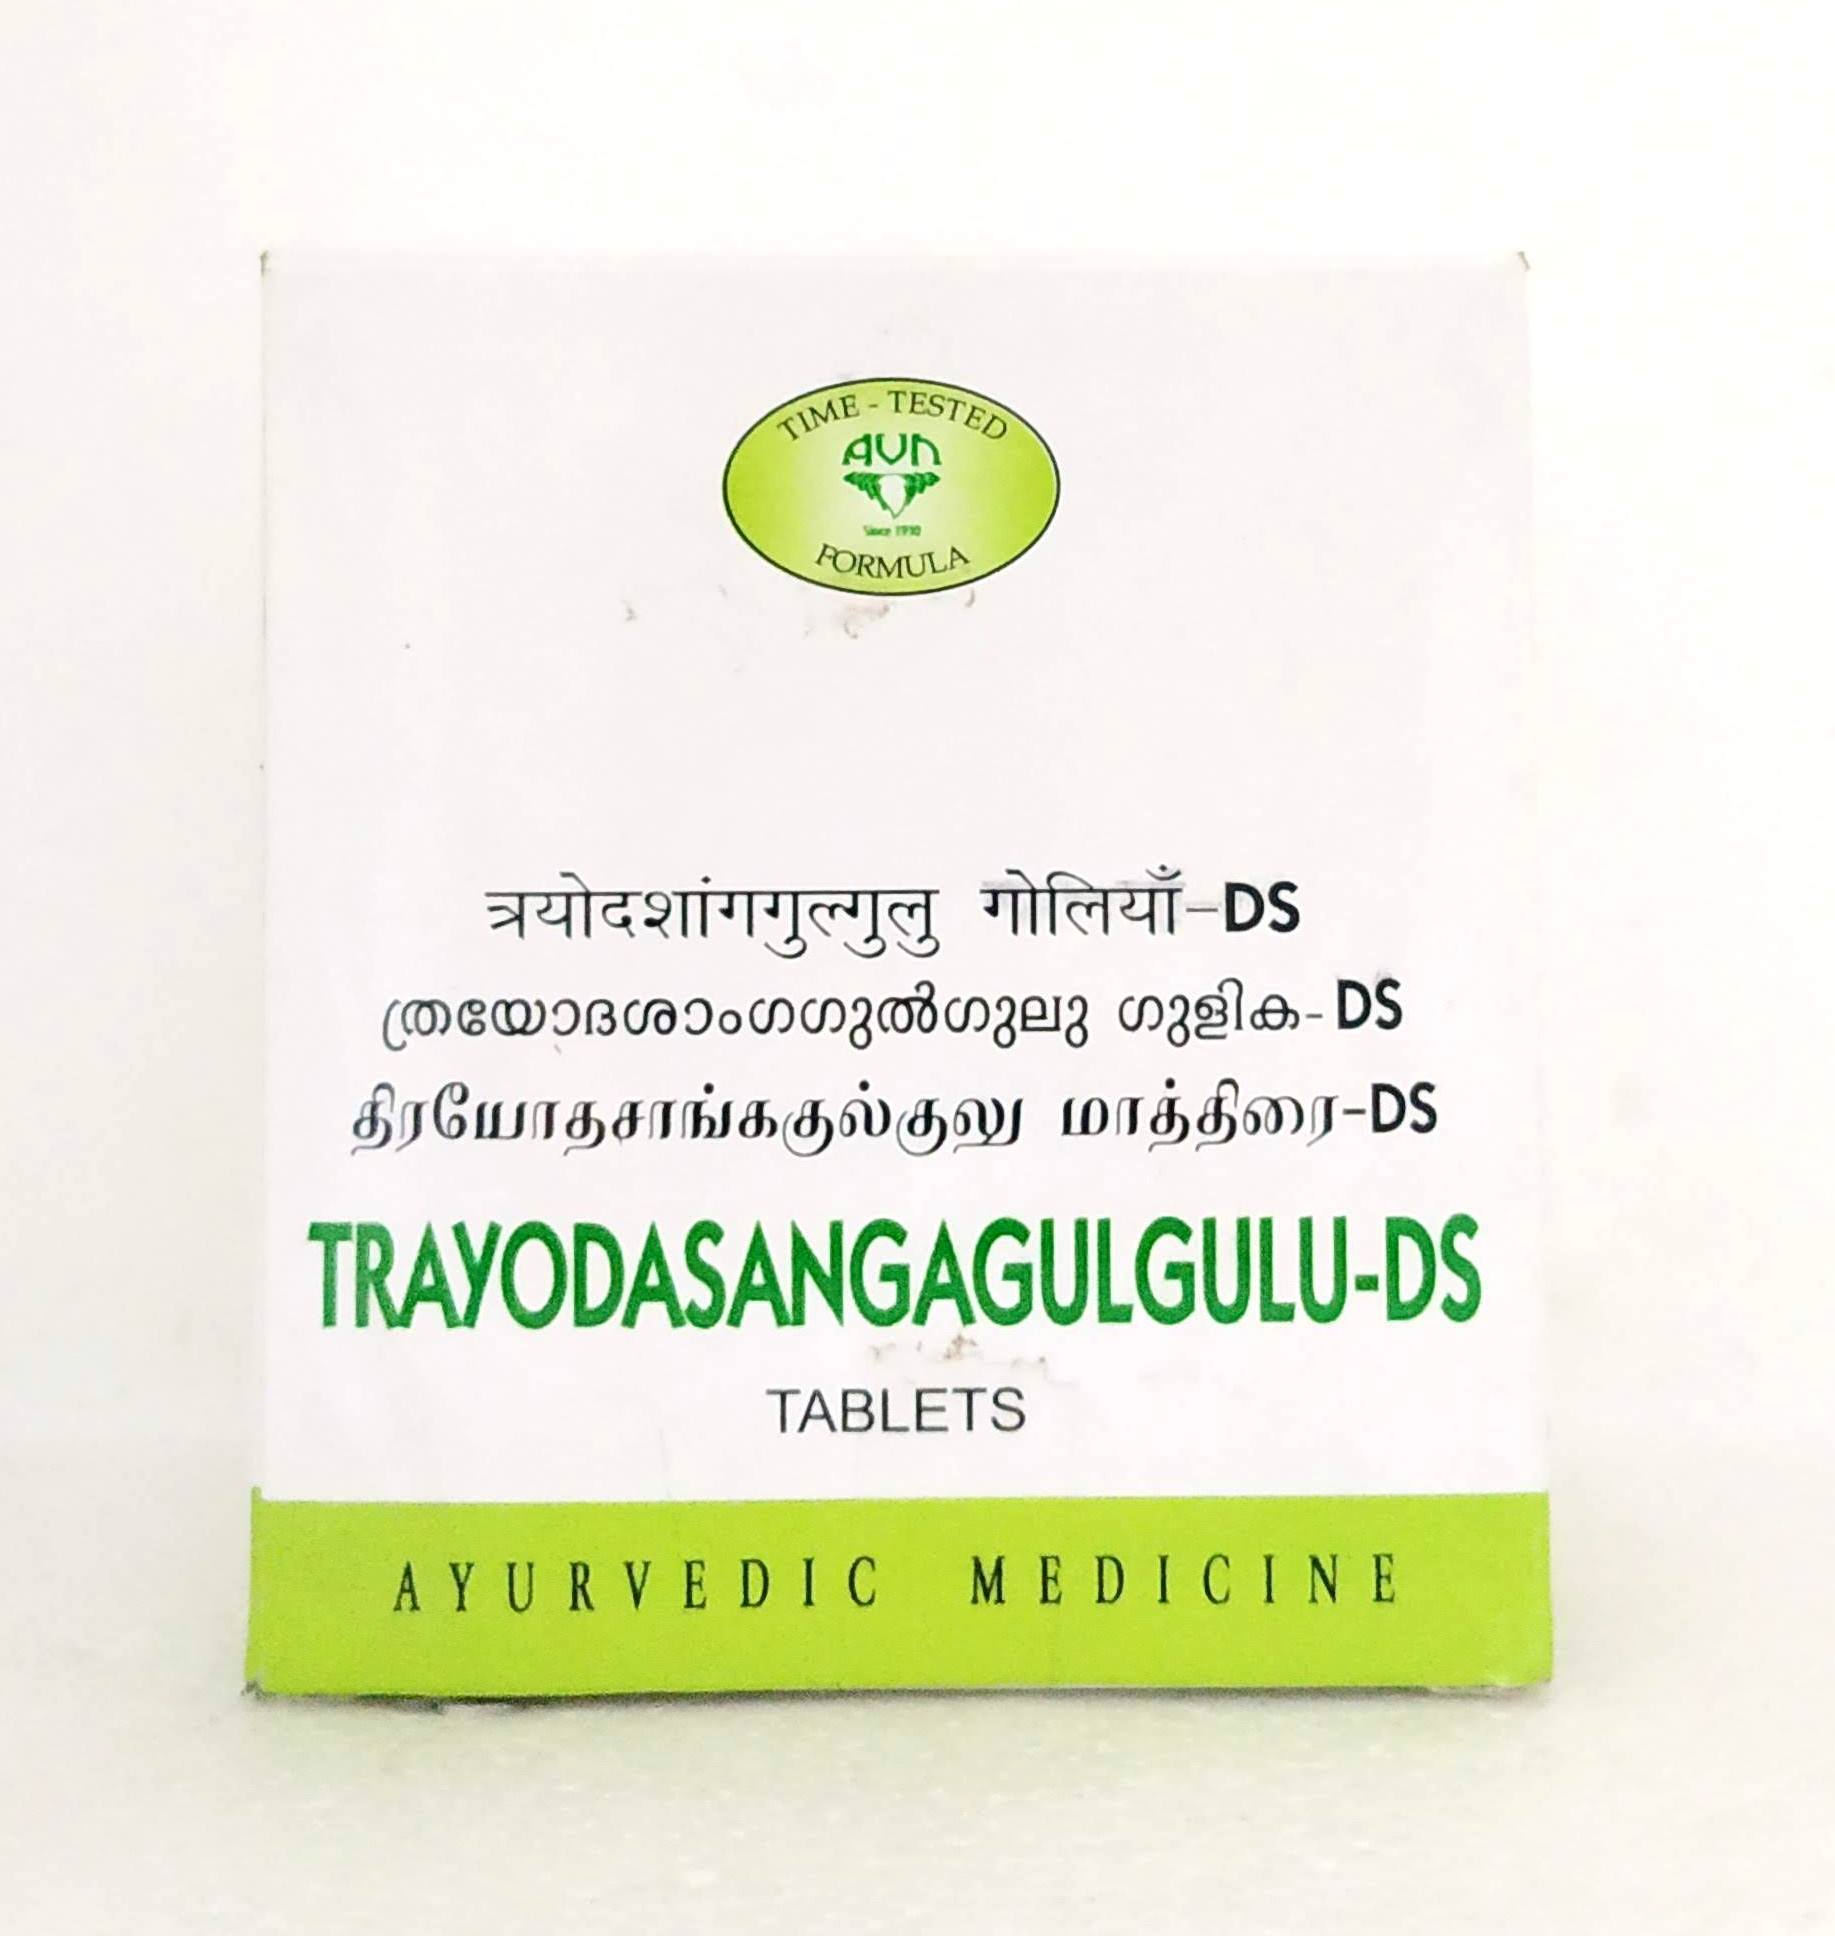 TIME - TESTED
AVN
Since 1930
FORMULA
त्रयोदशांगगुल्गुलु गोलियाँ-DS
ത്രയോദശാംഗഗുൽഗുലു ഗുളിക-DS
திரயோதசாங்ககுல்குலு மாத்திரை-DS
TRAYODASANGAGULGULU-DS
TABLETS
AYURVEDIC MEDICINE